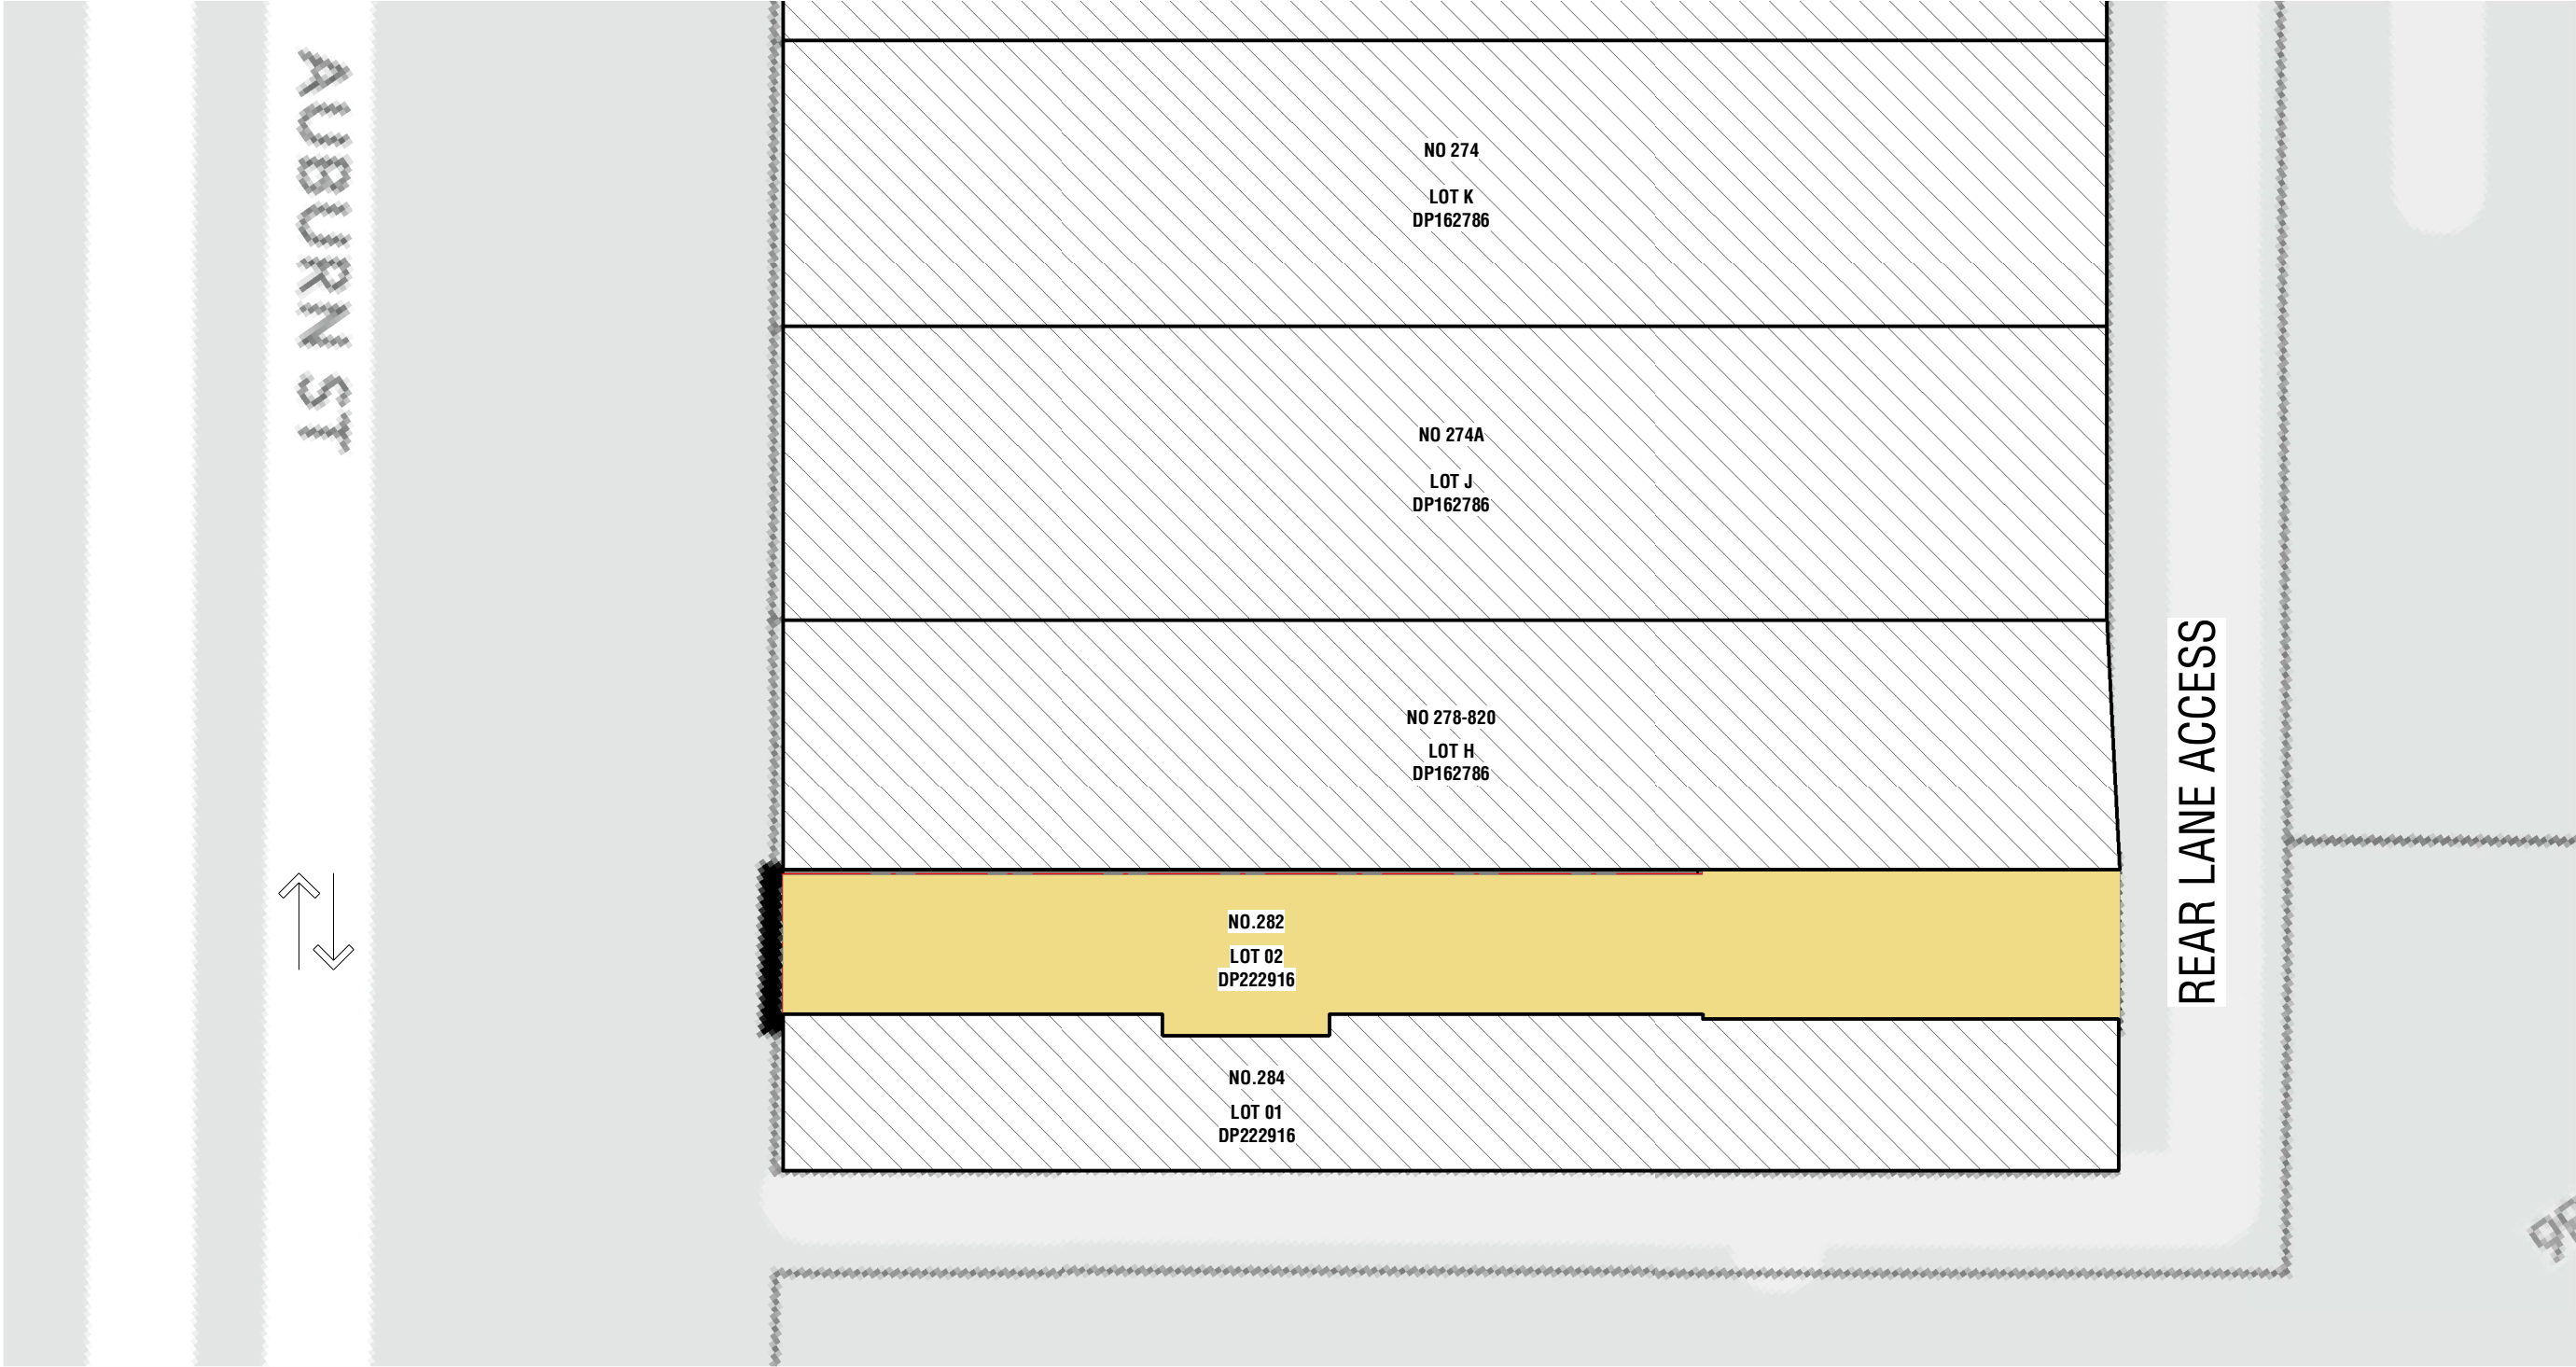 AUBURN ST
NO 274
LOT K
DP162786
NO 274A
LOT J
DP162786
NO 278-820
LOT H
DP162786
NO.282
LOT 02
DP222916
NO.284
LOT 01
DP222916
REAR LANE ACCESS